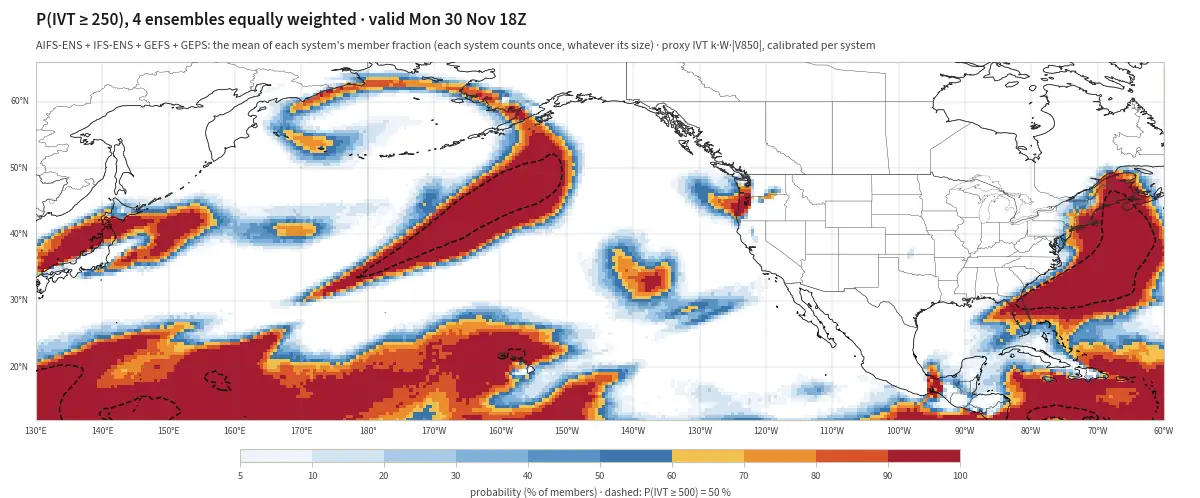 P(IVT ≥ 250), 4 ensembles equally weighted · valid Mon 30 Nov 18Z
AIFS-ENS + IFS-ENS + GEFS + GEPS: the mean of each system's member fraction (each system counts once, whatever its size) · proxy IVT k·W·|V850|, calibrated per system
60°N
50°N
40°N
30°N
20°N
130°E 140°E 150°E 160°E 170°E 180° 170°W 160°W 150°W 140°W 130°W 120°W 110°W 100°W 90°W 80°W 70°W 60°W
5 10 20 30 40 50 60 70 80 90 100
probability (% of members) · dashed: P(IVT ≥ 500) = 50 %